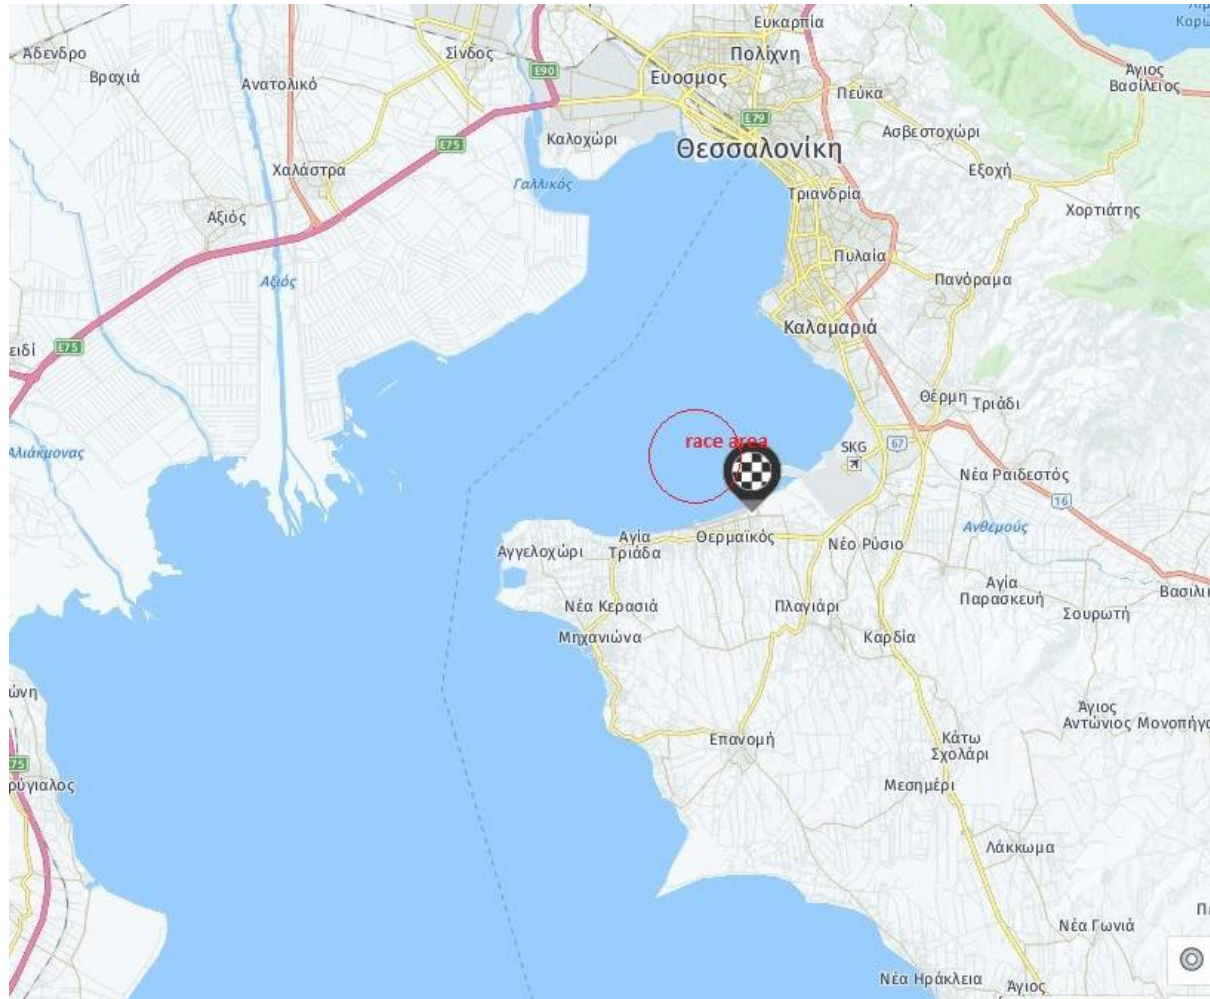 Ευκαρπία
Άδενδρο
Σίνδος
Πολίχνη
Βραχιά
Ανατολικό
E90
Ευοσμος
Άγιος
Βασίλειος
Πεύκα
E79
Ασβεστοχώρι
Καλοχώρι
E75
Θεσσαλονίκη
Χαλάστρα
Γαλλικός
Εξοχή
Τριανδρία
Αξιός
Χορτιάτης
Πυλαία
Αξιός
Πανόραμα
Καλαμαριά
ειδί
E75
Θέρμη
Τριάδι
race area
SKG
67
Αλιάκμονας
Νέα Ραιδεστός
16
Ανθεμούς
Αγία
Τριάδα
Θερμαϊκός
Νέο Ρύσιο
Αγγελοχώρι
Αγία
Παρασκευή
Βασιλι
Νέα Κερασιά
Πλαγιάρι
Σουρωτή
Μηχανιώνα
Καρδία
ώνη
Άγιος
Αντώνιος
Μονοπήγα
Επανομή
Κάτω
Σχολάρι
75
ρύγιαλος
Μεσημέρι
Λάκκωμα
Νέα Γωνιά
Νέα Ηράκλεια
Άγιος